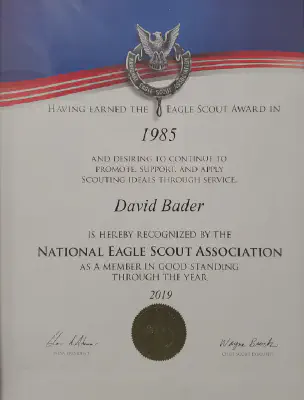 HAVING EARNED THE EAGLE SCOUT AWARD IN
1985
AND DESIRING TO CONTINUE TO
PROMOTE, SUPPORT, AND APPLY
SCOUTING IDEALS THROUGH SERVICE,
David Bader
IS HEREBY RECOGNIZED BY THE
NATIONAL EAGLE SCOUT ASSOCIATION
AS A MEMBER IN GOOD STANDING
THROUGH THE YEAR
2019